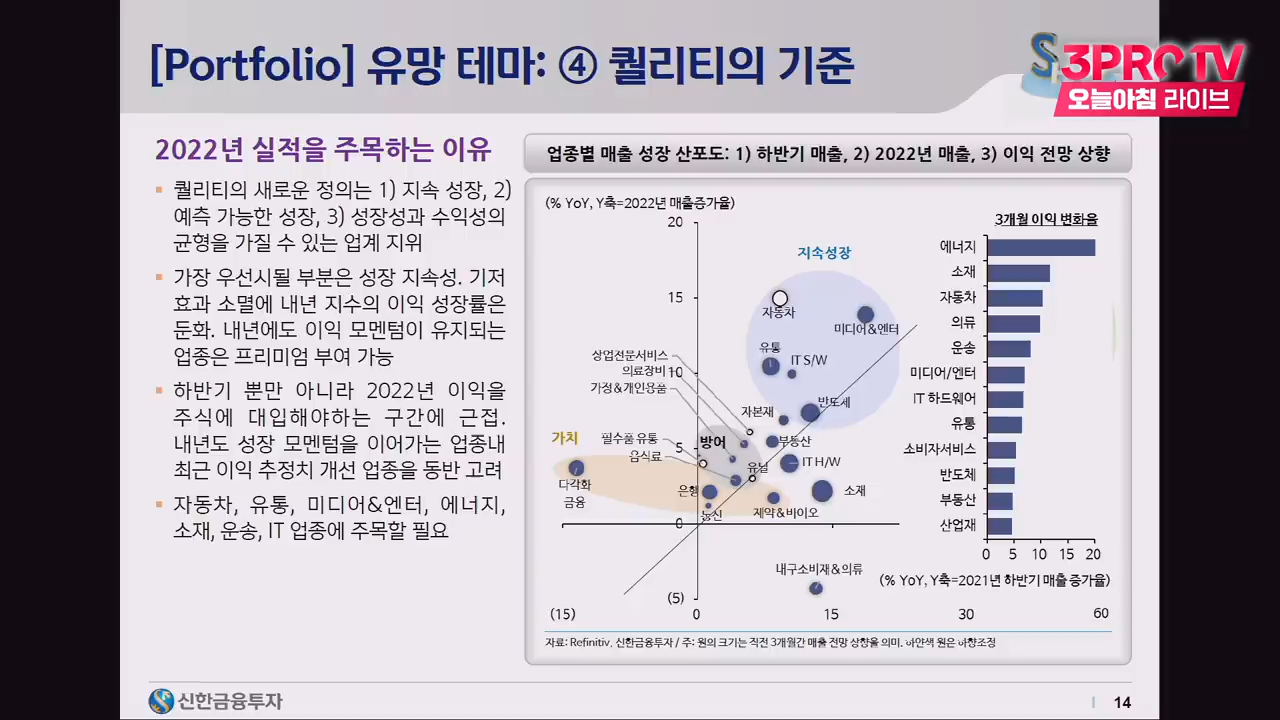 [Portfolio] 유망 테마: ④ 퀄리티의 기준
3PROTV
오늘아침 라이브
2022년 실적을 주목하는 이유
퀄리티의 새로운 정의는 1) 지속 성장, 2)
예측 가능한 성장, 3) 성장성과 수익성의
균형을 가질 수 있는 업계 지위
가장 우선시될 부분은 성장 지속성. 기저
효과 소멸에 내년 지수의 이익 성장률은
둔화. 내년에도 이익 모멘텀이 유지되는
업종은 프리미엄 부여 가능
하반기 뿐만 아니라 2022년 이익을
주식에 대입해야하는 구간에 근접.
내년도 성장 모멘텀을 이어가는 업종내
최근 이익 추정치 개선 업종을 동반 고려
자동차, 유통, 미디어&엔터, 에너지,
소재, 운송, IT 업종에 주목할 필요
업종별 매출 성장 산포도: 1) 하반기 매출, 2) 2022년 매출, 3) 이익 전망 상향
(% YoY, Y축=2022년 매출증가율)
20
15
10
5
0
(5)
(15)
0
15
30
60
지속성장
자동차
미디어&엔터
유통
IT S/W
상업전문서비스
의료장비
가정&개인용품
자본재
반도체
가치
필수품 유통
방어
부동산
음식료
유틸
IT H/W
다각화
금융
은행
통신
제약&바이오
소재
내구소비재&의류
3개월 이익 변화율
에너지
소재
자동차
의류
운송
미디어/엔터
IT 하드웨어
유통
소비자서비스
반도체
부동산
산업재
0 5 10 15 20
(% YoY, Y축=2021년 하반기 매출 증가율)
자료: Refinitiv, 신한금융투자 / 주: 원의 크기는 직전 3개월간 매출 전망 상향율 의미. 하얀색 원은 하향조정
신한금융투자
14